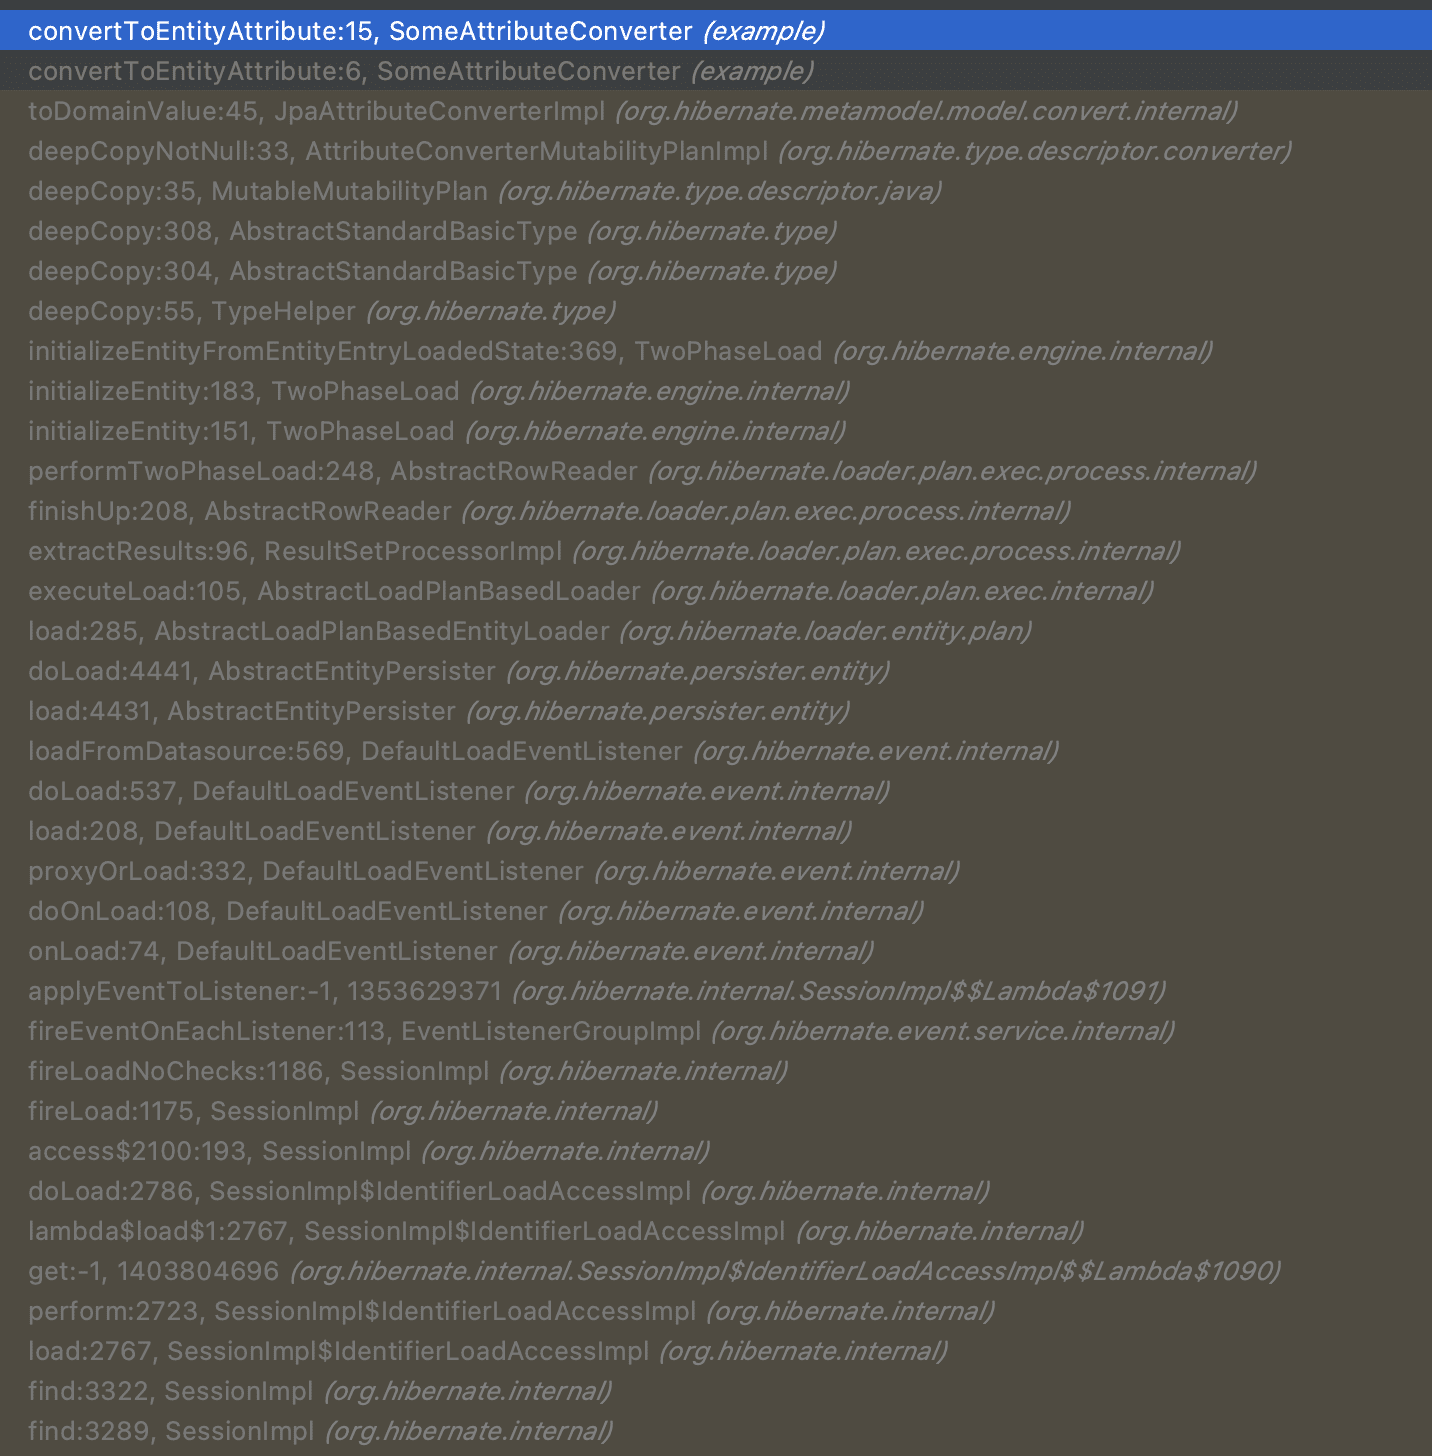 convertToEntityAttribute:15, SomeAttributeConverter (example)
convertToEntityAttribute:6, SomeAttributeConverter (example)
toDomainValue:45, JpaAttributeConverterImpl (org.hibernate.metamodel.model.convert.internal)
deepCopyNotNull:33, AttributeConverterMutabilityPlanImpl (org.hibernate.type.descriptor.converter)
deepCopy:35, MutableMutabilityPlan (org.hibernate.type.descriptor.java)
deepCopy:308, AbstractStandardBasicType (org.hibernate.type)
deepCopy:304, AbstractStandardBasicType (org.hibernate.type)
deepCopy:55, TypeHelper (org.hibernate.type)
initializeEntityFromEntityEntryLoadedState:369, TwoPhaseLoad (org.hibernate.engine.internal)
initializeEntity:183, TwoPhaseLoad (org.hibernate.engine.internal)
initializeEntity:151, TwoPhaseLoad (org.hibernate.engine.internal)
performTwoPhaseLoad:248, AbstractRowReader (org.hibernate.loader.plan.exec.process.internal)
finishUp:208, AbstractRowReader (org.hibernate.loader.plan.exec.process.internal)
extractResults:96, ResultSetProcessorImpl (org.hibernate.loader.plan.exec.process.internal)
executeLoad:105, AbstractLoadPlanBasedLoader (org.hibernate.loader.plan.exec.internal)
load:285, AbstractLoadPlanBasedEntityLoader (org.hibernate.loader.entity.plan)
doLoad:4441, AbstractEntityPersister (org.hibernate.persister.entity)
load:4431, AbstractEntityPersister (org.hibernate.persister.entity)
loadFromDatasource:569, DefaultLoadEventListener (org.hibernate.event.internal)
doLoad:537, DefaultLoadEventListener (org.hibernate.event.internal)
load:208, DefaultLoadEventListener (org.hibernate.event.internal)
proxyOrLoad:332, DefaultLoadEventListener (org.hibernate.event.internal)
doOnLoad:108, DefaultLoadEventListener (org.hibernate.event.internal)
onLoad:74, DefaultLoadEventListener (org.hibernate.event.internal)
applyEventToListener:-1, 1353629371 (org.hibernate.internal.SessionImpl$$Lambda$1091)
fireEventOnEachListener:113, EventListenerGroupImpl (org.hibernate.event.service.internal)
fireLoadNoChecks:1186, SessionImpl (org.hibernate.internal)
fireLoad:1175, SessionImpl (org.hibernate.internal)
access$2100:193, SessionImpl (org.hibernate.internal)
doLoad:2786, SessionImpl$IdentifierLoadAccessImpl (org.hibernate.internal)
lambda$load$1:2767, SessionImpl$IdentifierLoadAccessImpl (org.hibernate.internal)
get:-1, 1403804696 (org.hibernate.internal.SessionImpl$IdentifierLoadAccessImpl$$Lambda$1090)
perform:2723, SessionImpl$IdentifierLoadAccessImpl (org.hibernate.internal)
load:2767, SessionImpl$IdentifierLoadAccessImpl (org.hibernate.internal)
find:3322, SessionImpl (org.hibernate.internal)
find:3289, SessionImpl (org.hibernate.internal)